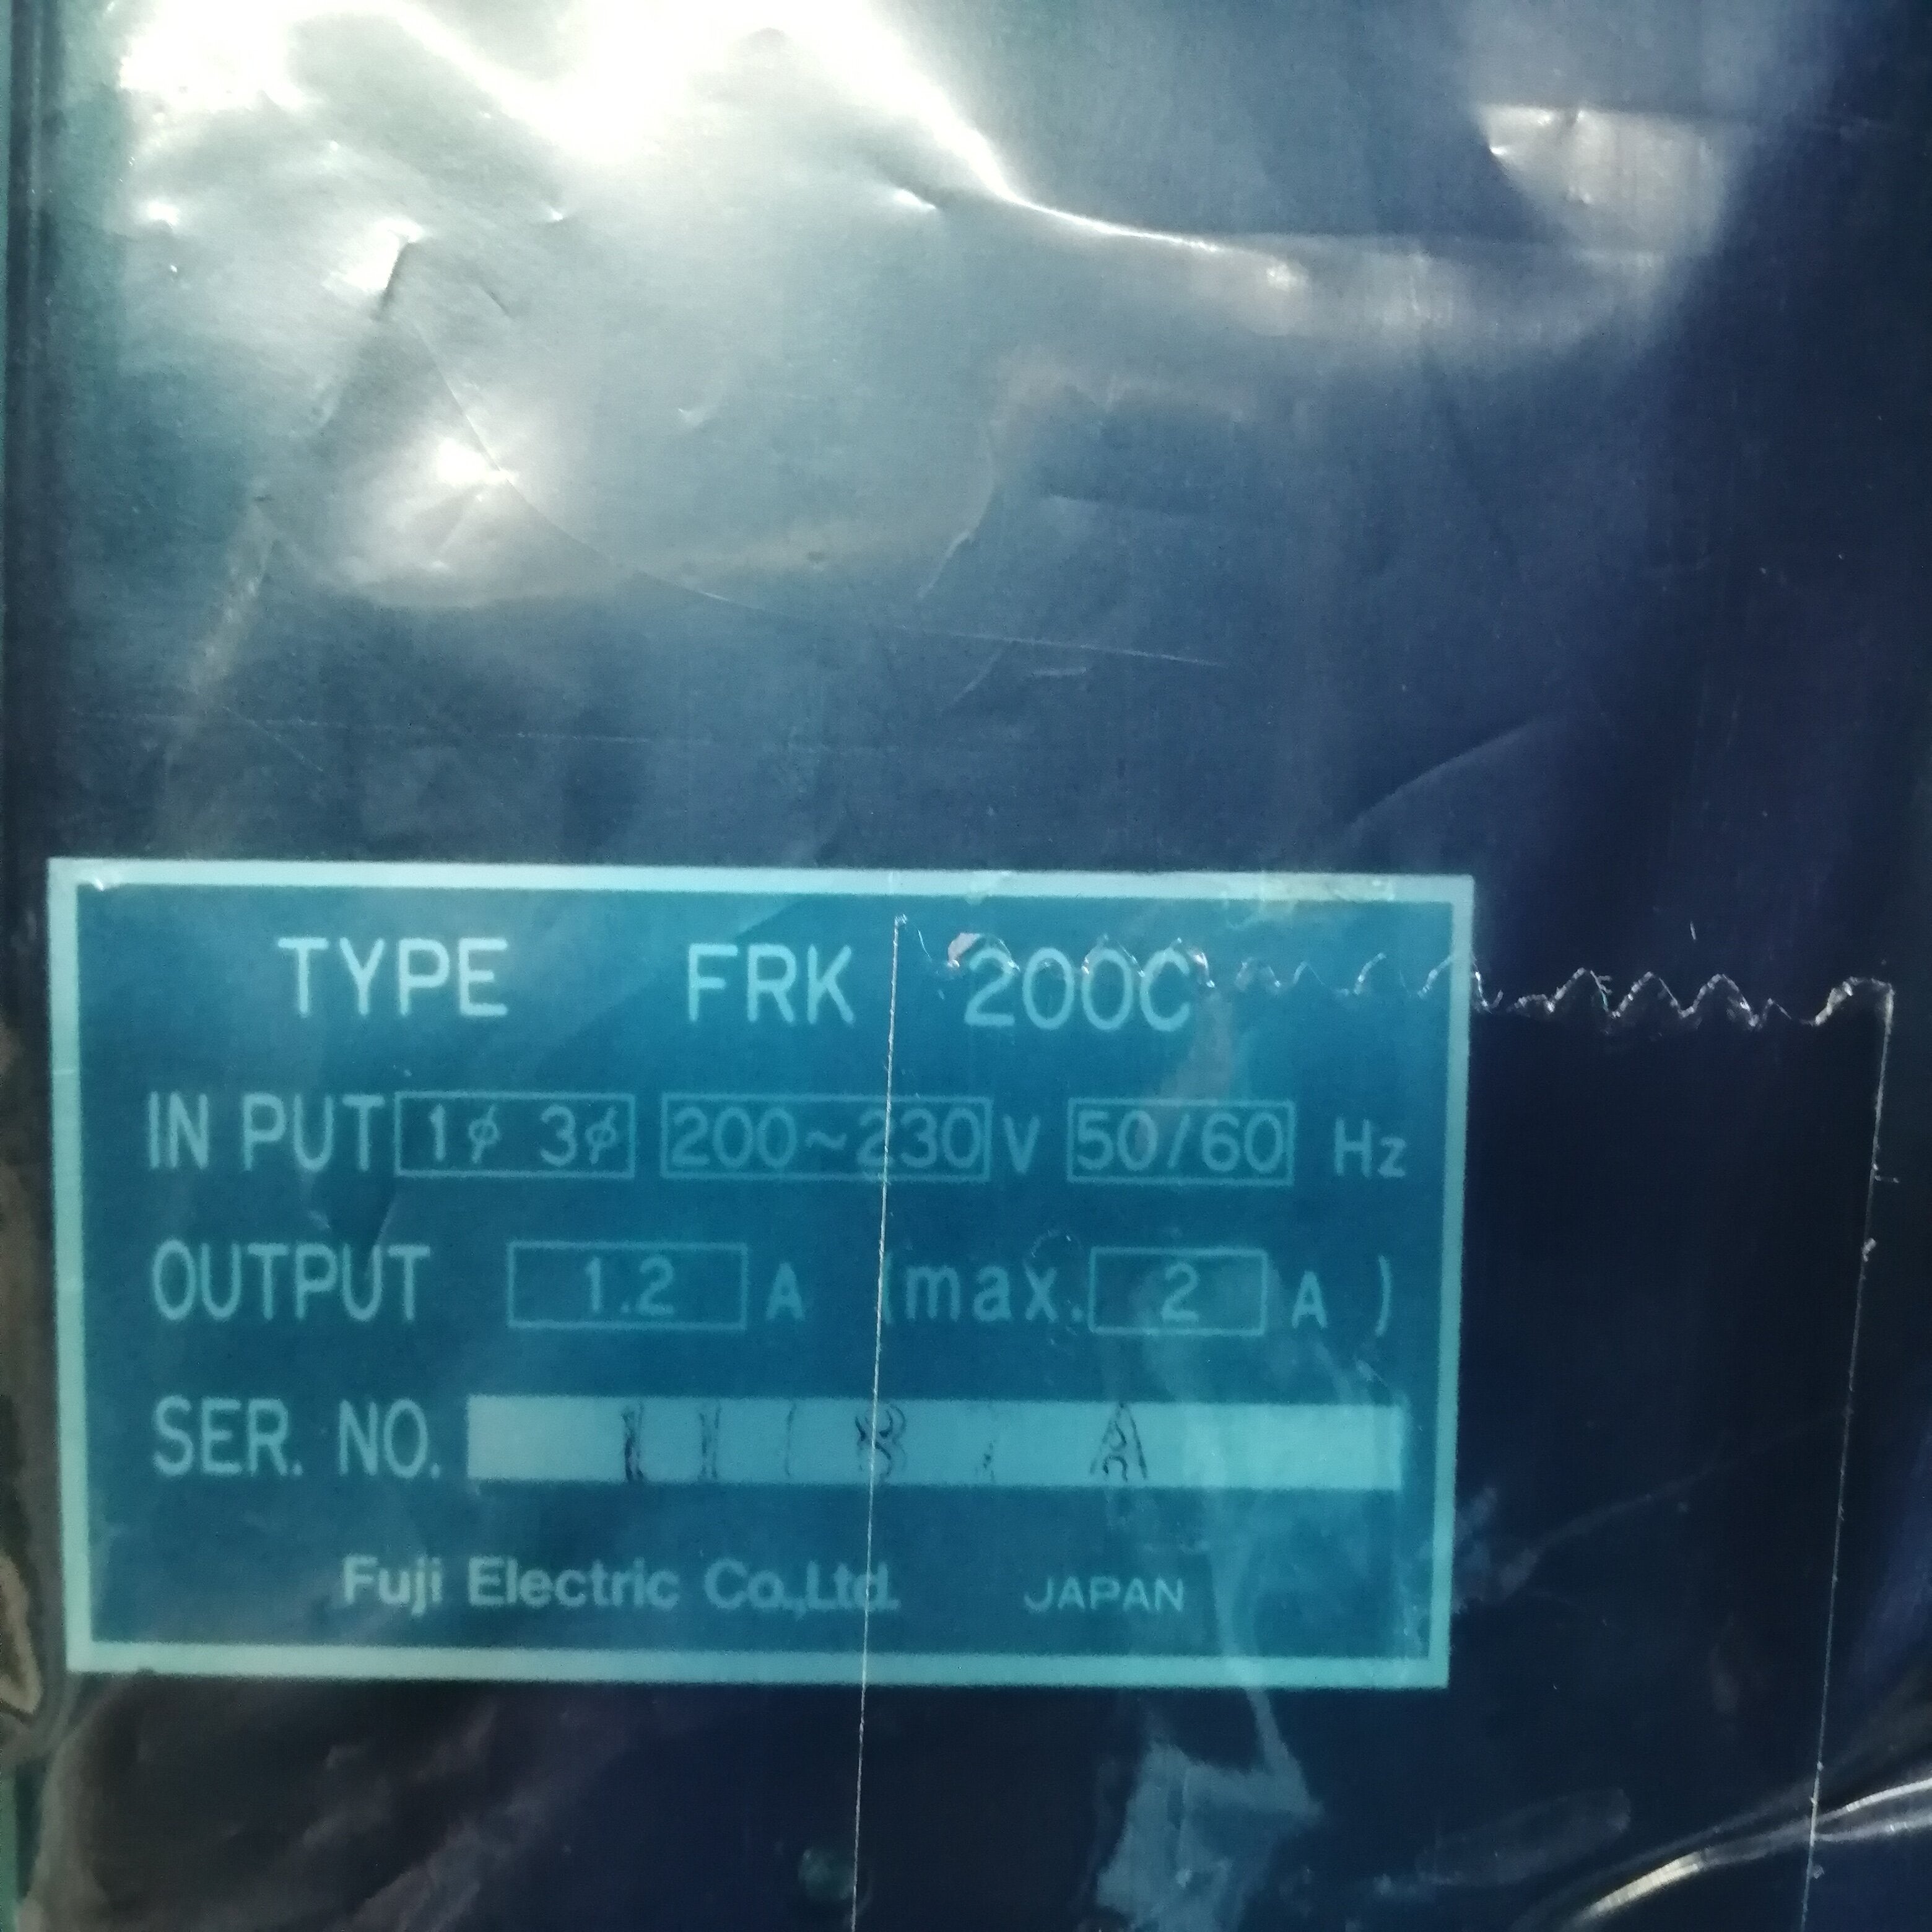 TYPE FRK 200C
IN PUT 1φ 3φ 200~230 V 50/60 Hz
OUTPUT 1.2 A (max. 2 A )
SER. NO.
Fuji Electric Co.,Ltd. JAPAN